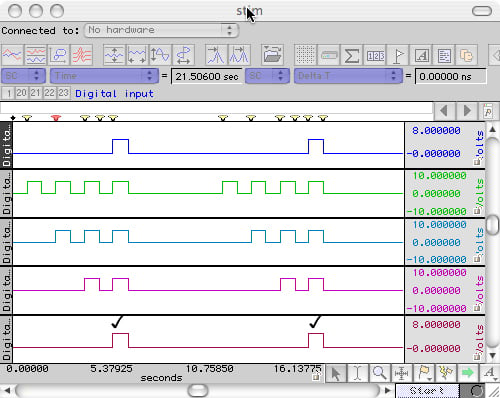 stim
Connected to: No hardware
SC Time = 21.50600 sec SC Delta T = 0.00000 ns
1 20 21 22 23 Digital input
Digita... 8.000000
-0.000000
Volts
Digita... 10.000000
0.000000
-10.000000
Volts
Digita... 10.000000
0.000000
-10.000000
Volts
Digita... 10.000000
0.000000
-10.000000
Volts
Digita... 8.000000
-0.000000
Volts
0.00000 5.37925 10.75850 16.13775
seconds
Start